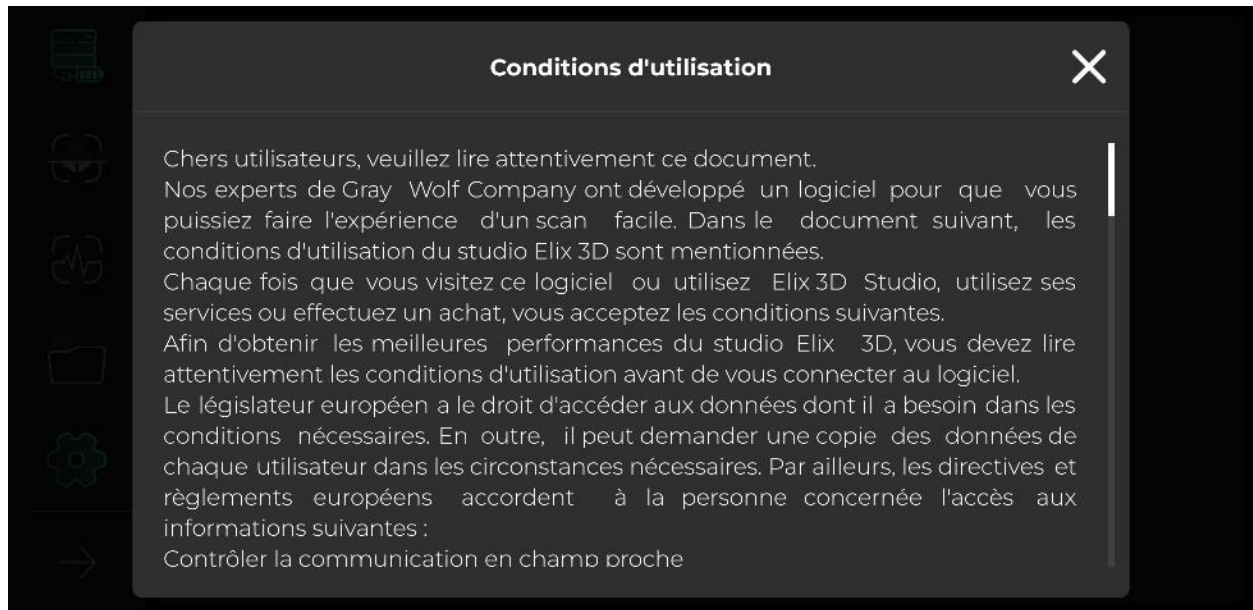 Conditions d'utilisation
Chers utilisateurs, veuillez lire attentivement ce document.
Nos experts de Gray Wolf Company ont développé un logiciel pour que vous
puissiez faire l'expérience d'un scan facile. Dans le document suivant, les
conditions d'utilisation du studio Elix 3D sont mentionnées.
Chaque fois que vous visitez ce logiciel ou utilisez Elix 3D Studio, utilisez ses
services ou effectuez un achat, vous acceptez les conditions suivantes.
Afin d'obtenir les meilleures performances du studio Elix 3D, vous devez lire
attentivement les conditions d'utilisation avant de vous connecter au logiciel.
Le législateur européen a le droit d'accéder aux données dont il a besoin dans les
conditions nécessaires. En outre, il peut demander une copie des données de
chaque utilisateur dans les circonstances nécessaires. Par ailleurs, les directives et
règlements européens accordent à la personne concernée l'accès aux
informations suivantes :
Contrôler la communication en champ proche